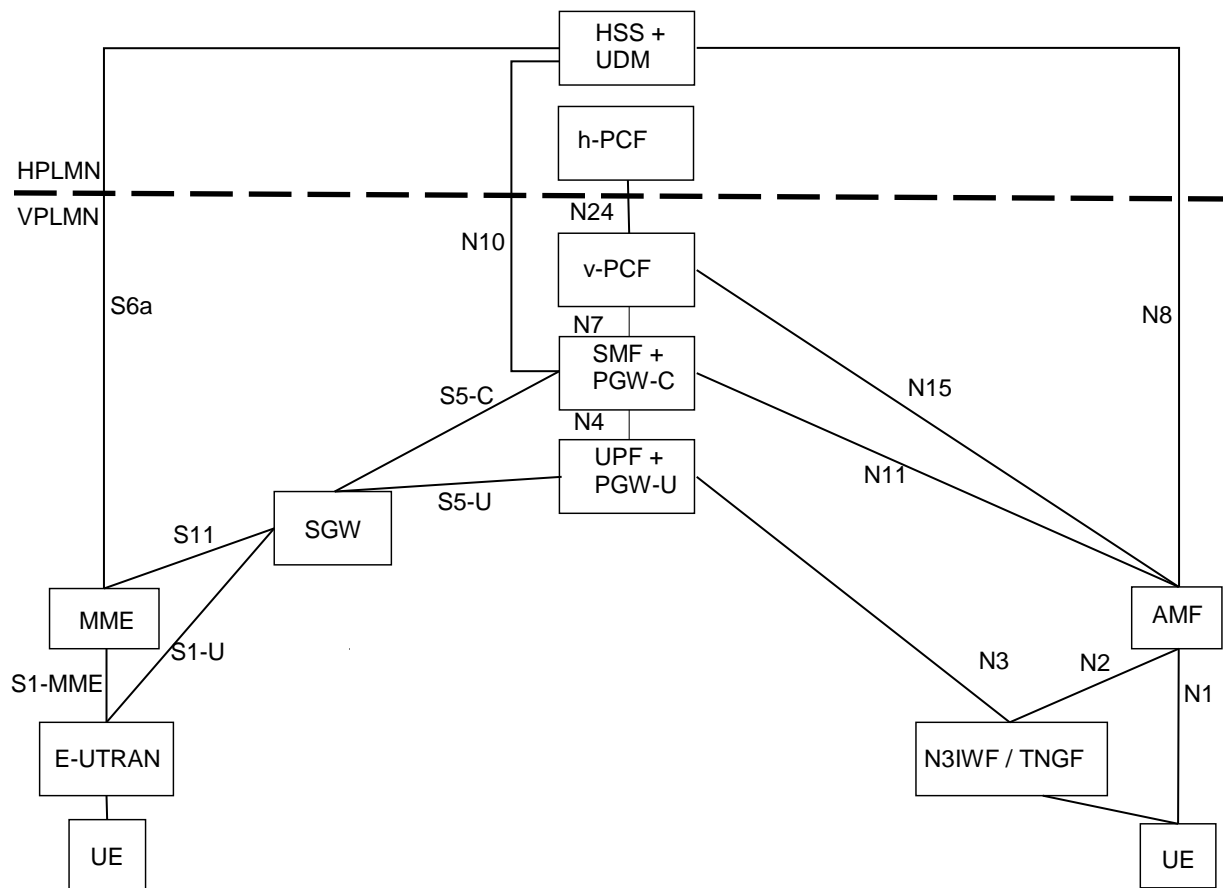 HSS +
UDM
h-PCF
HPLMN
VPLMN
N24
N10
v-PCF
S6a
N8
N7
SMF +
PGW-C
N15
S5-C
N4
UPF +
PGW-U
N11
S5-U
SGW
S11
MME
AMF
S1-U
N3
N2
S1-MME
N1
E-UTRAN
N3IWF / TNGF
UE
UE